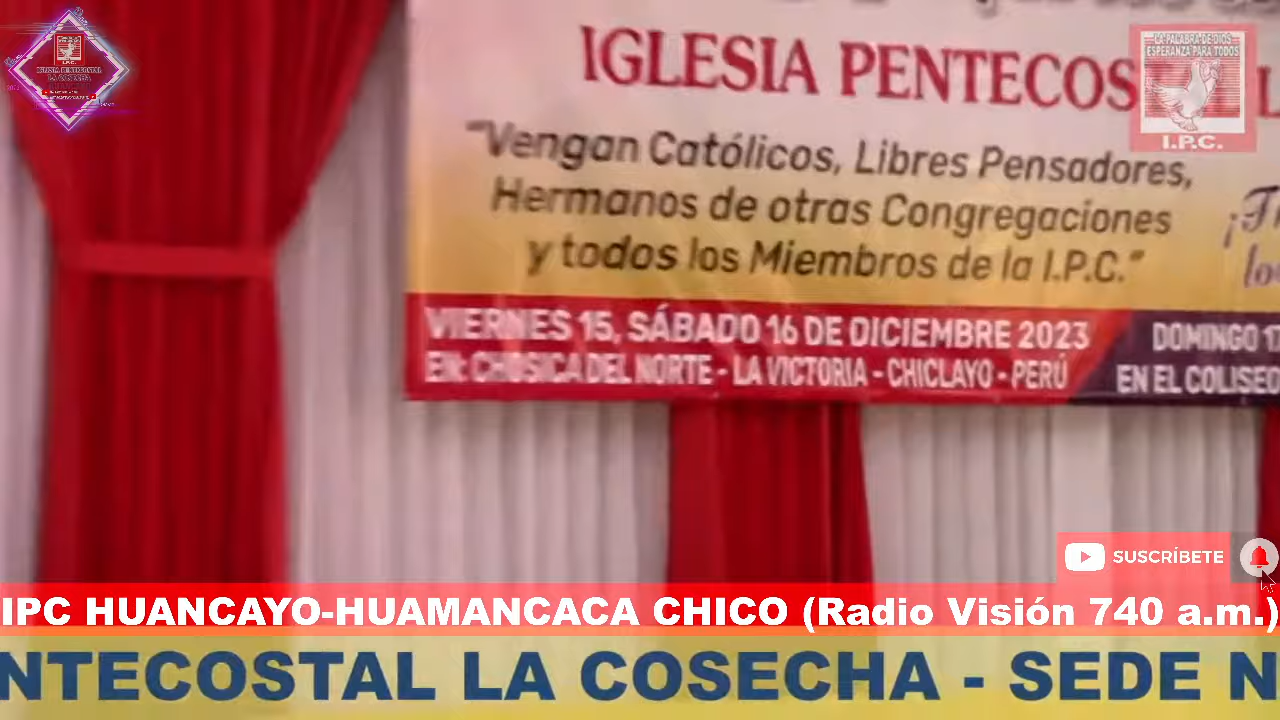 IGLESIA PENTECOS
LA PALABRA DE DIOS
ESPERANZA PARA TODOS
I.P.C.
"Vengan Católicos, Libres Pensadores,
Hermanos de otras Congregaciones
y todos los Miembros de la I.P.C."
VIERNES 15, SÁBADO 16 DE DICIEMBRE 2023
EN: CHOSICA DEL NORTE - LA VICTORIA - CHICLAYO - PERÚ
DOMINGO 17
EN EL COLISEO
SUSCRÍBETE
IPC HUANCAYO-HUAMANCACA CHICO (Radio Visión 740 a.m.)
NTECOSTAL LA COSECHA - SEDE N